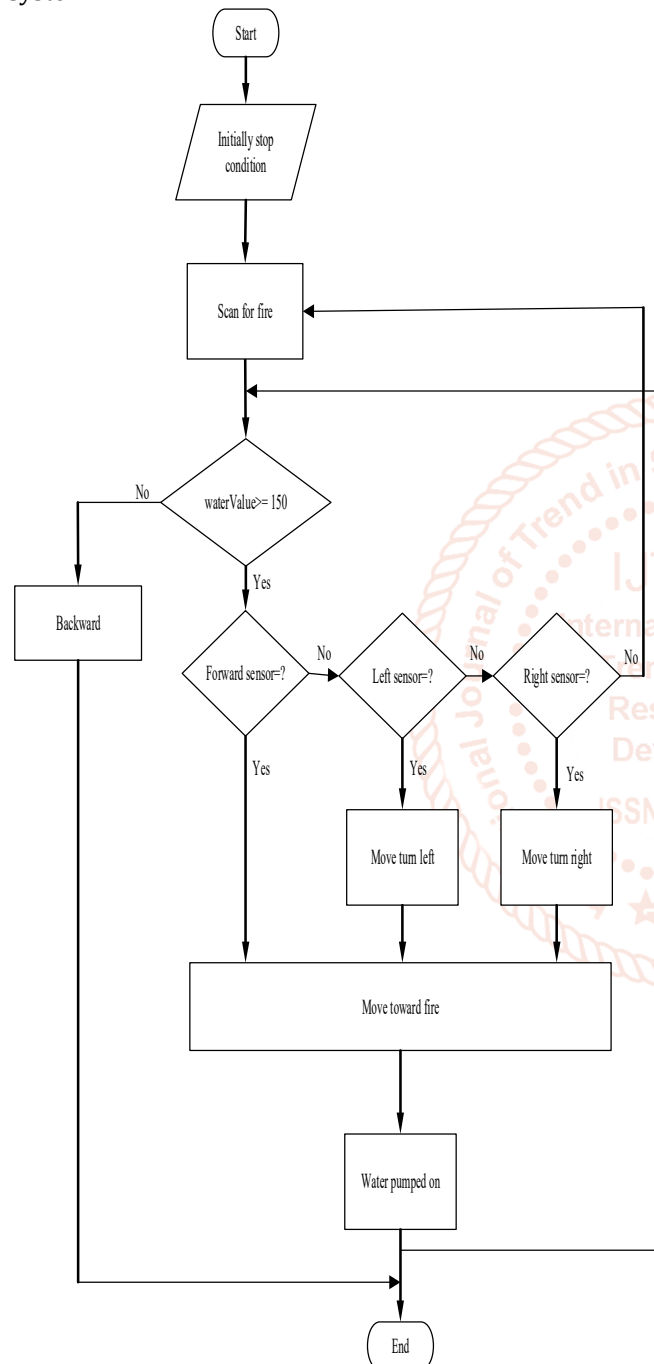 Start
Initially stop
condition
Scan for fire
waterValue>= 150
No
Yes
Backward
Forward sensor=?
No
Left sensor=?
No
Right sensor=?
No
Yes
Yes
Yes
Move turn left
Move turn right
Move toward fire
Water pumped on
End